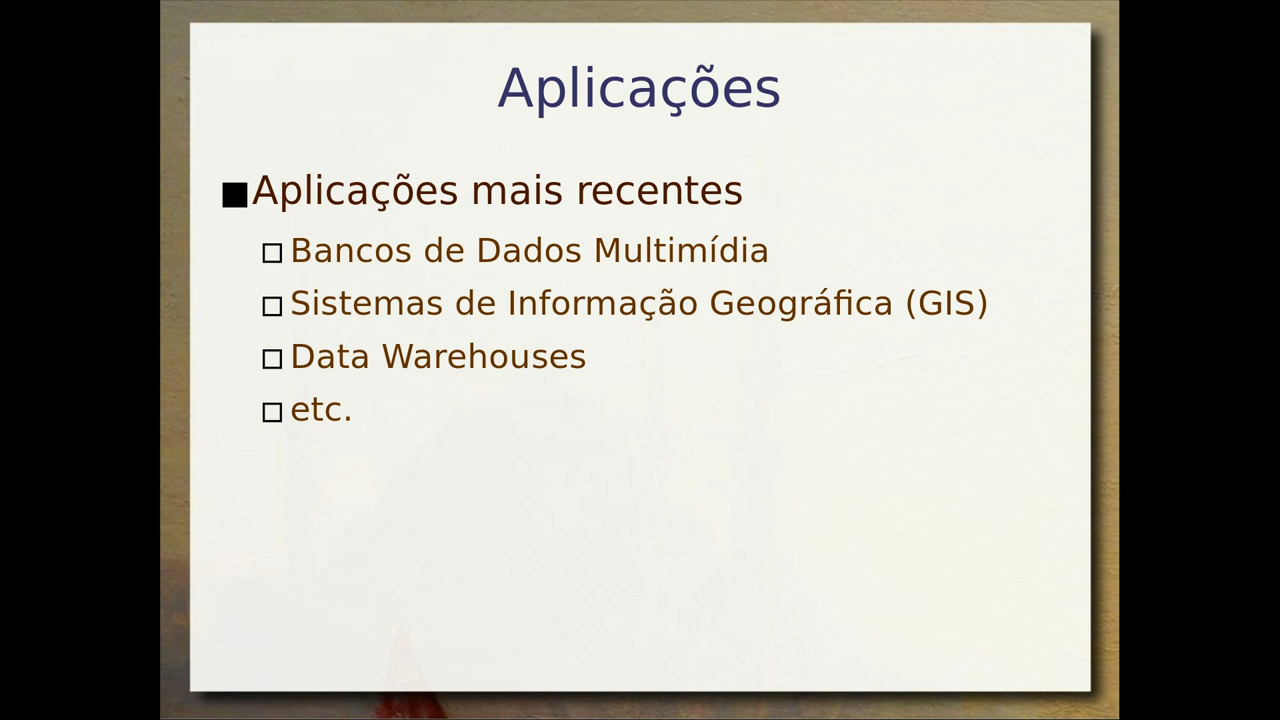 Aplicações
Aplicações mais recentes
Bancos de Dados Multimídia
Sistemas de Informação Geográfica (GIS)
Data Warehouses
etc.